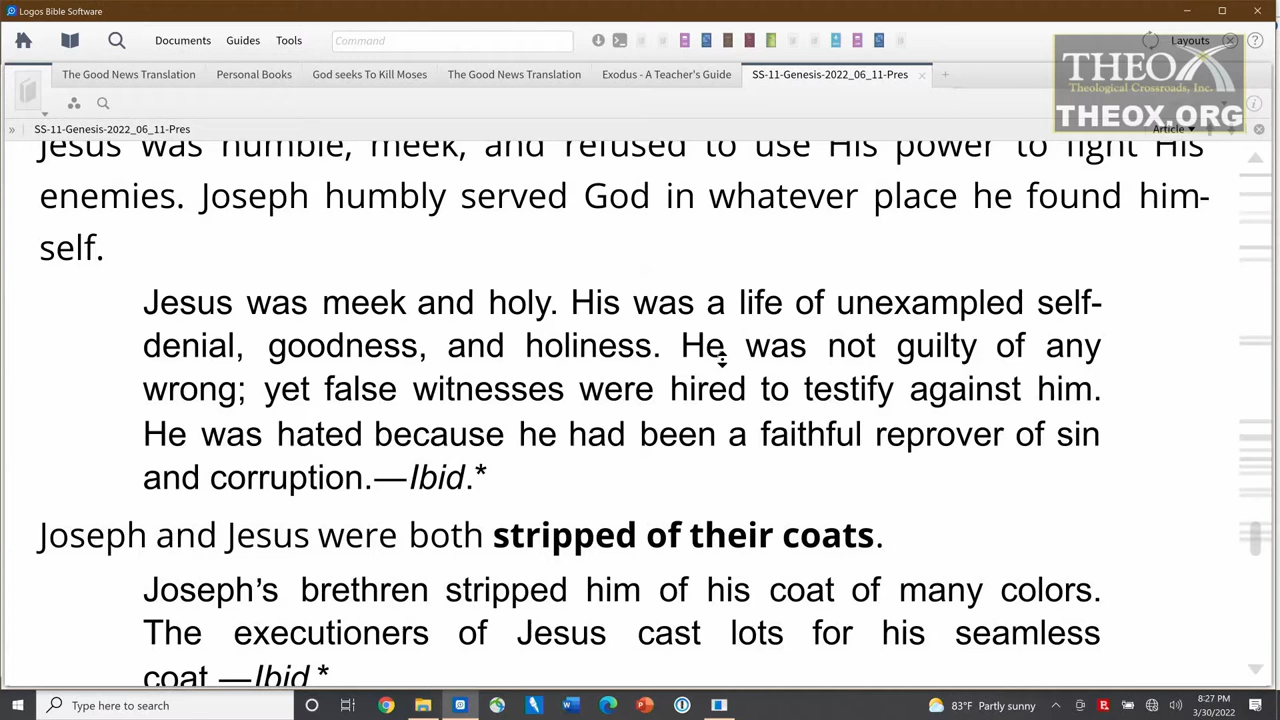 Logos Bible Software
Documents Guides Tools Command Layouts
The Good News Translation Personal Books God seeks To Kill Moses The Good News Translation Exodus - A Teacher's Guide SS-11-Genesis-2022_06_11-Pres
THEOX
Theological Crossroads, Inc.
THEOX.ORG
SS-11-Genesis-2022_06_11-Pres Article
Jesus was humble, meek, and refused to use His power to fight His
enemies. Joseph humbly served God in whatever place he found him-
self.
Jesus was meek and holy. His was a life of unexampled self-
denial, goodness, and holiness. He was not guilty of any
wrong; yet false witnesses were hired to testify against him.
He was hated because he had been a faithful reprover of sin
and corruption.—Ibid.*
Joseph and Jesus were both stripped of their coats.
Joseph’s brethren stripped him of his coat of many colors.
The executioners of Jesus cast lots for his seamless
coat.—Ibid.*
Type here to search
83°F Partly sunny
8:27 PM
3/30/2022